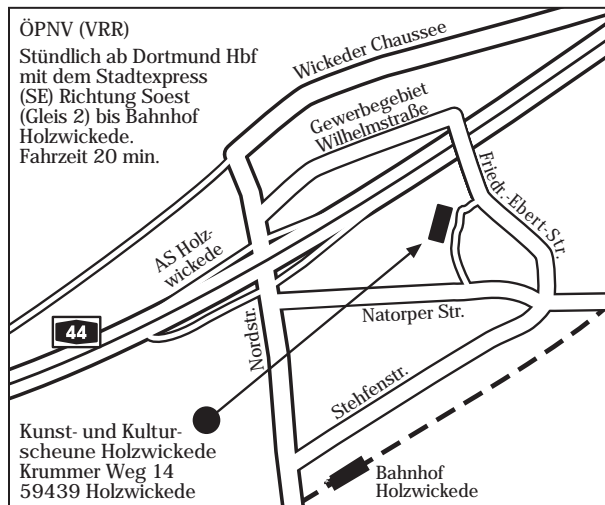 ÖPNV (VRR)
Stündlich ab Dortmund Hbf
mit dem Stadtexpress
(SE) Richtung Soest
(Gleis 2) bis Bahnhof
Holzwickede.
Fahrzeit 20 min.
Wickeder Chaussee
Gewerbegebiet
Wilhelmstraße
Friedr.-Ebert-Str.
AS Holz-
wickede
44
Nordstr.
Natorper Str.
Stehfenstr.
Kunst- und Kultur-
scheune Holzwickede
Krummer Weg 14
59439 Holzwickede
Bahnhof
Holzwickede